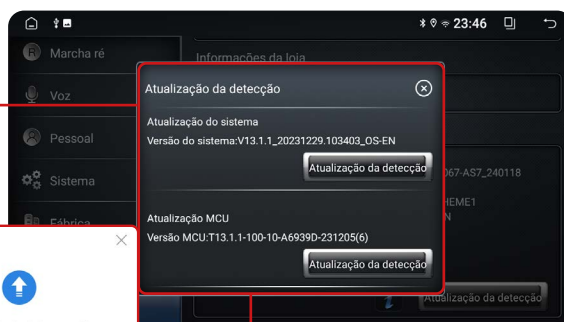 23:46
R Marcha ré
Informações da loja
Voz
Pessoal
Sistema
Fábrica
Atualização da detecção
Atualização do sistema
Versão do sistema:V13.1.1_20231229.103403_OS-EN
Atualização da detecção
Atualização MCU
Versão MCU:T13.1.1-100-10-A6939D-231205(6)
Atualização da detecção
067-AS7_240118
HEME1
N
Atualização da detecção